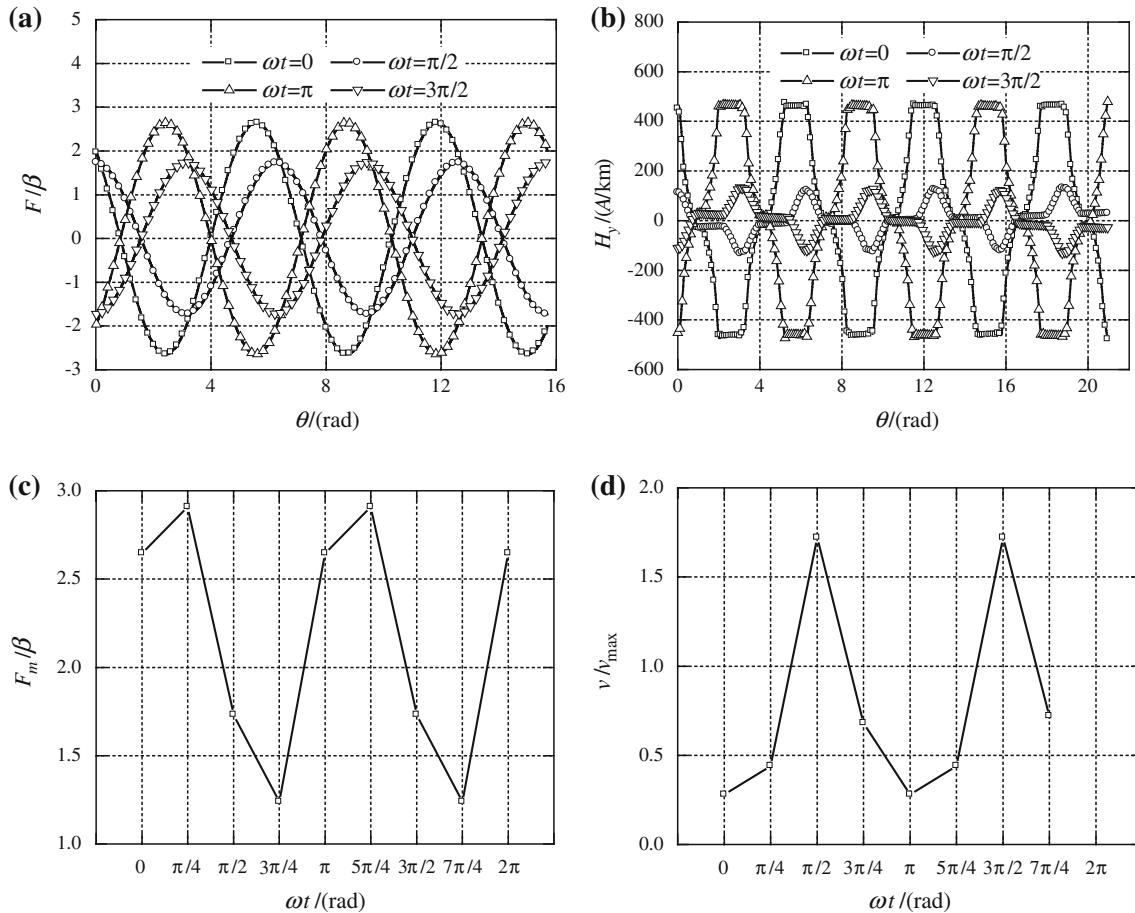 (a)
5
4
3
2
1
0
-1
-2
-3
F/β
ωt=0
ωt=π/2
ωt=π
ωt=3π/2
0
4
8
12
16
θ/(rad)
(b)
800
600
400
200
0
-200
-400
-600
H_y/(A/km)
ωt=0
ωt=π/2
ωt=π
ωt=3π/2
0
4
8
12
16
20
θ/(rad)
(c)
3.0
2.5
2.0
1.5
1.0
F_m/β
0
π/4
π/2
3π/4
π
5π/4
3π/2
7π/4
2π
ωt/(rad)
(d)
2.0
1.5
1.0
0.5
0.0
v/v_max
0
π/4
π/2
3π/4
π
5π/4
3π/2
7π/4
2π
ωt/(rad)